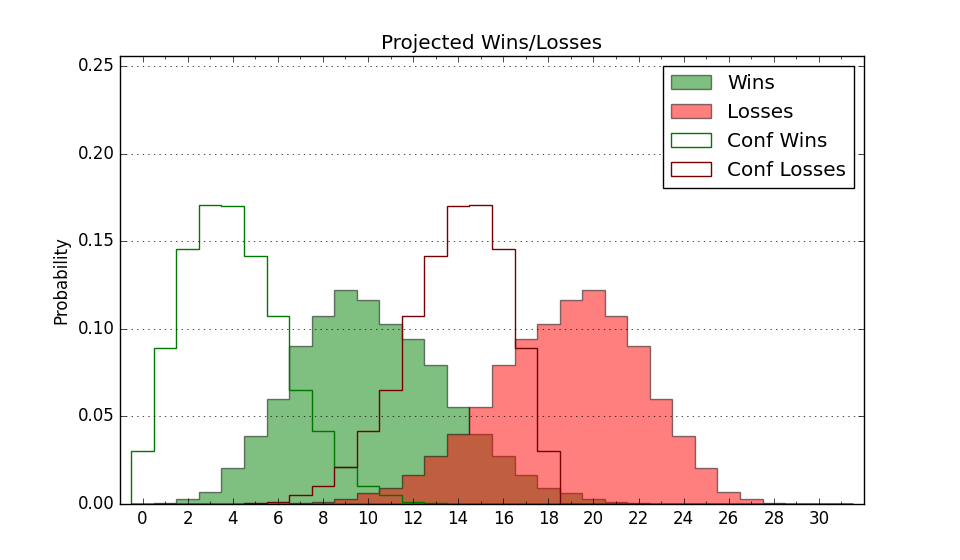 Projected Wins/Losses
0.25
0.20
0.15
0.10
0.05
0.00
Probability
Wins
Losses
Conf Wins
Conf Losses
0 2 4 6 8 10 12 14 16 18 20 22 24 26 28 30